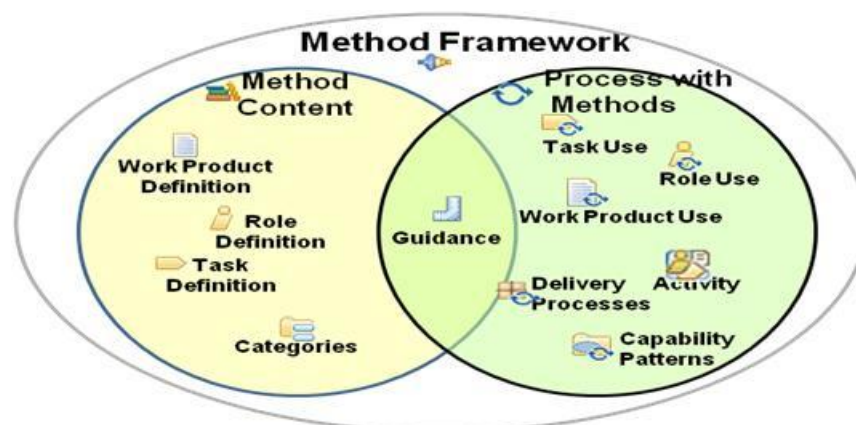 Method Framework
Method
Content
Work Product
Definition
Role
Definition
Task
Definition
Categories
Guidance
Process with
Methods
Task Use
Role Use
Work Product Use
Delivery
Processes
Activity
Capability
Patterns